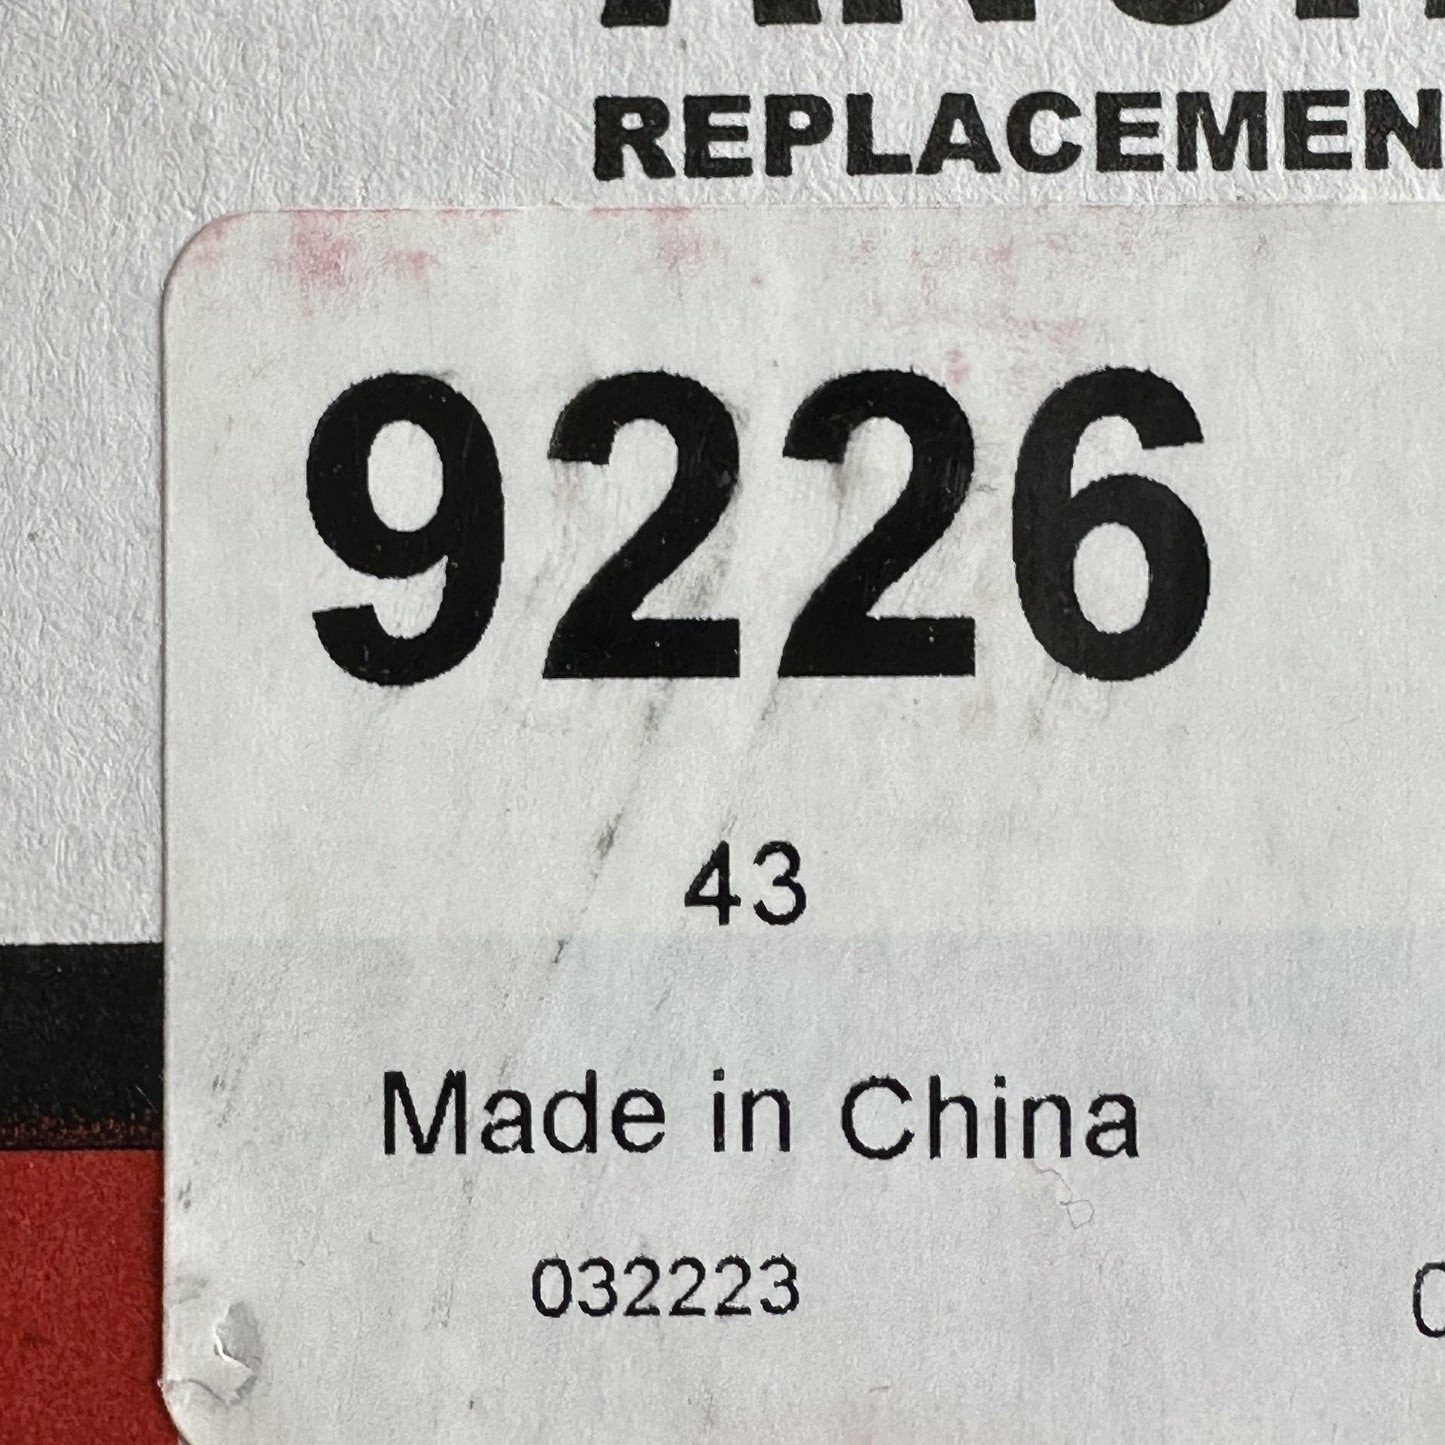 REPLACEMEN
9226
43
Made in China
032223